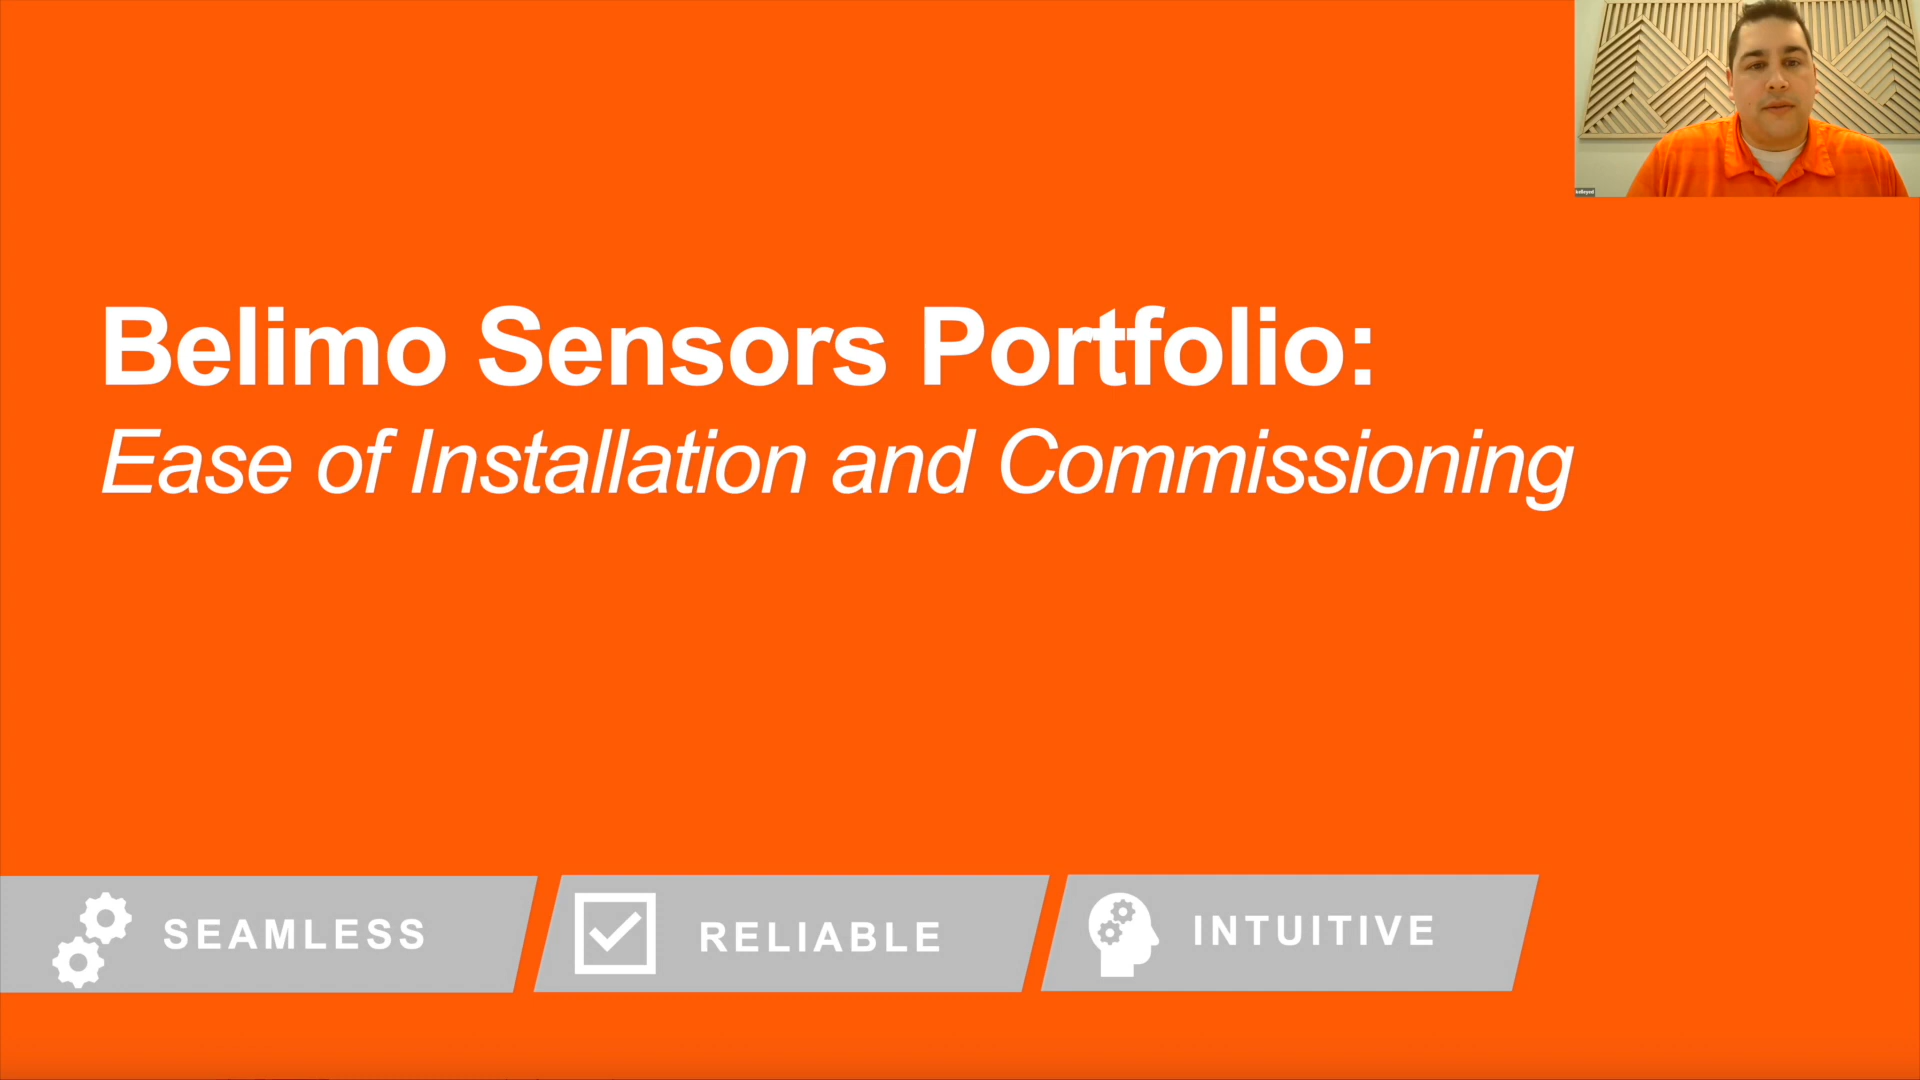 Belimo Sensors Portfolio:
Ease of Installation and Commissioning
SEAMLESS
RELIABLE
INTUITIVE